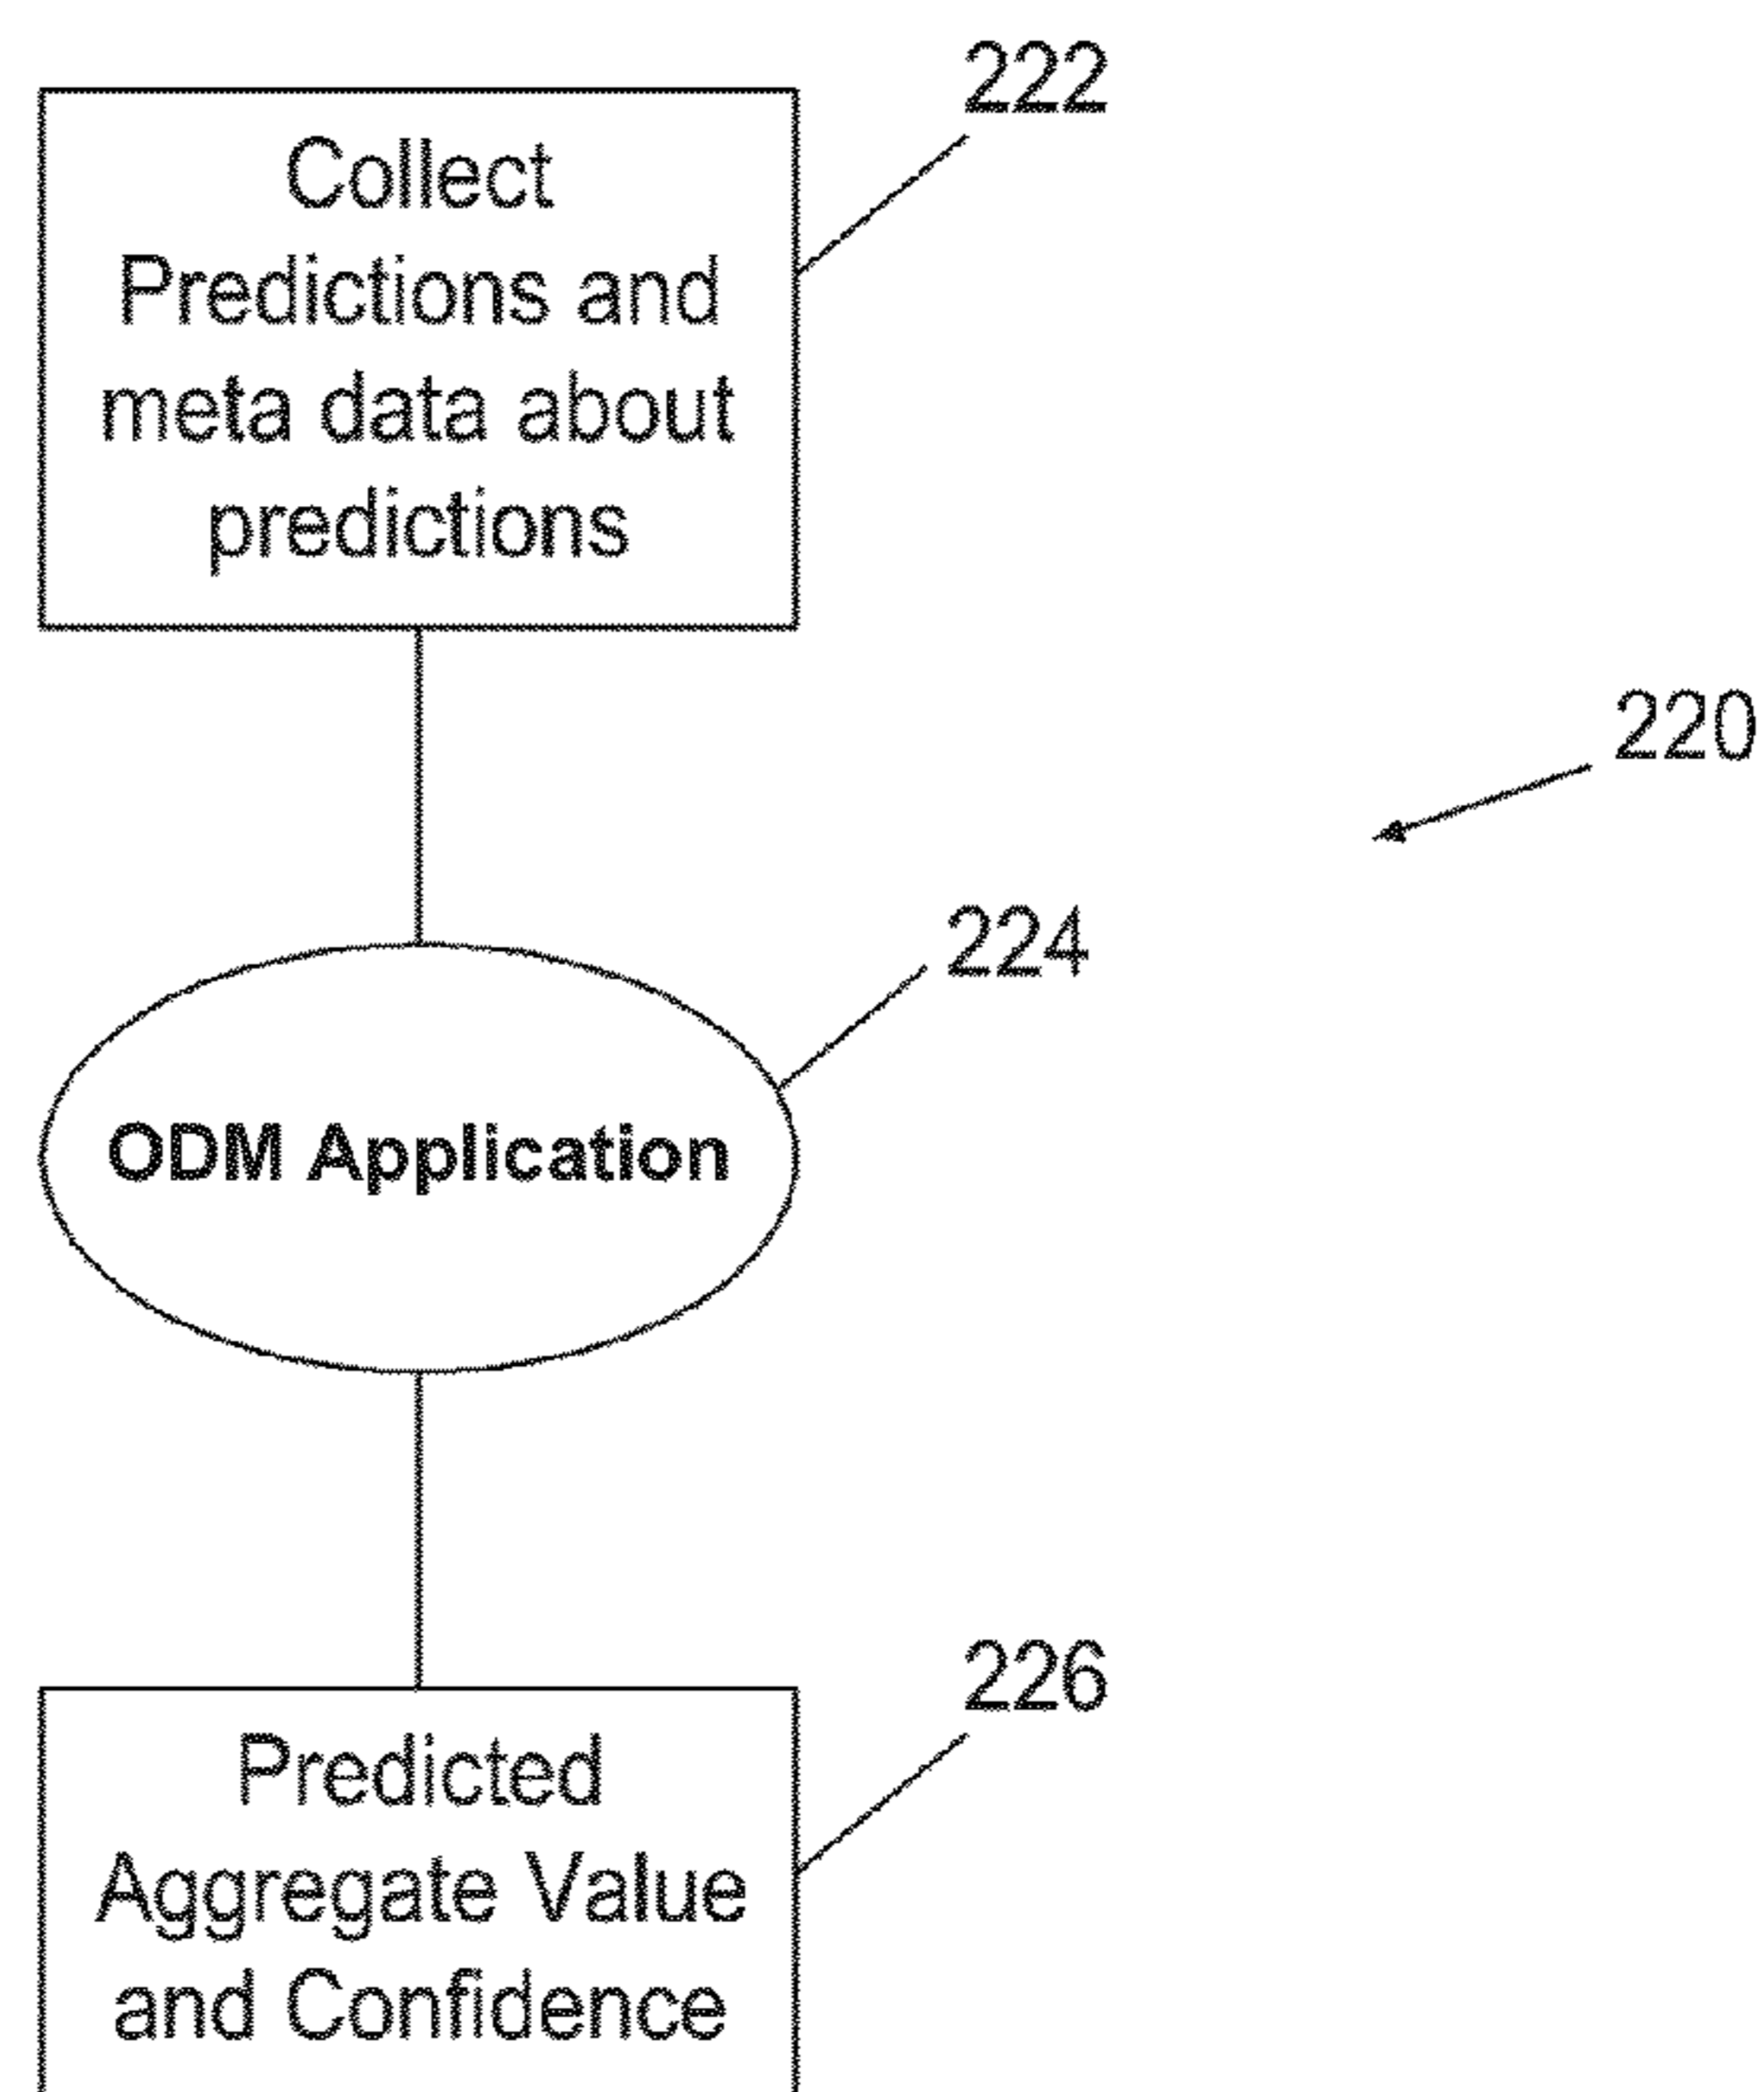 222
Collect
Predictions and
meta data about
predictions
220
224
ODM Application
226
Predicted
Aggregate Value
and Confidence